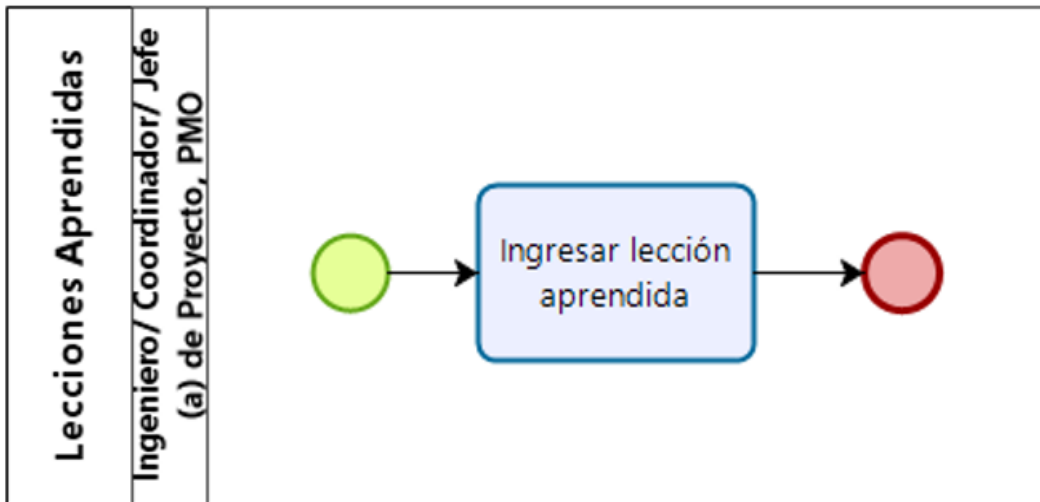 Lecciones Aprendidas
Ingeniero/ Coordinador/ Jefe
(a) de Proyecto, PMO
Ingresar lección
aprendida